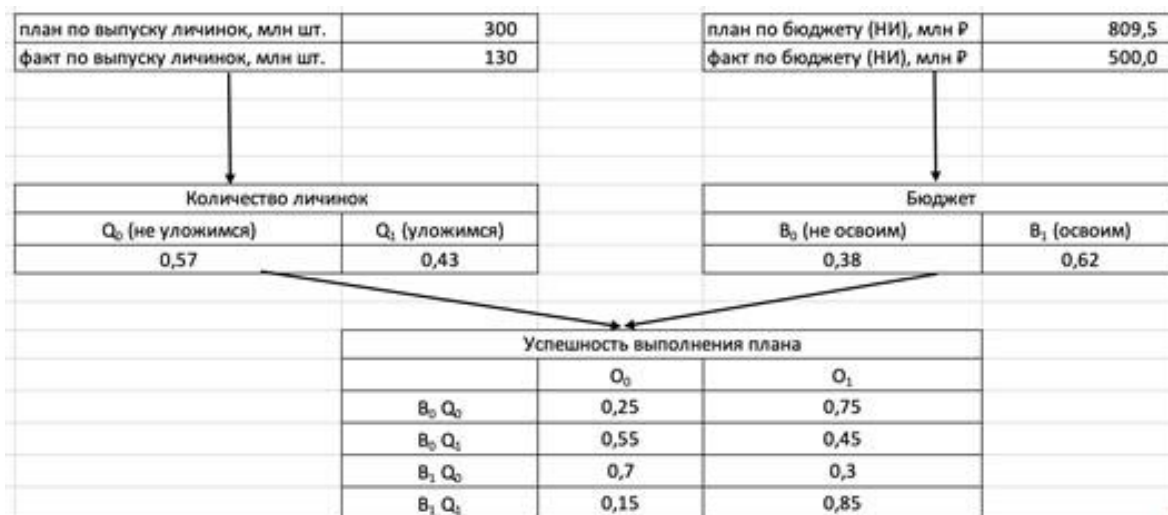 план по выпуску личинок, млн шт. 300 план по бюджету (НИ), млн ₽ 809,5
факт по выпуску личинок, млн шт. 130 факт по бюджету (НИ), млн ₽ 500,0
Количество личинок Бюджет
Q₀ (не уложимся) Q₁ (уложимся) B₀ (не освоим) B₁ (освоим)
0,57 0,43 0,38 0,62
Успешность выполнения плана
O₀ O₁
B₀ Q₀ 0,25 0,75
B₀ Q₁ 0,55 0,45
B₁ Q₀ 0,7 0,3
B₁ Q₁ 0,15 0,85